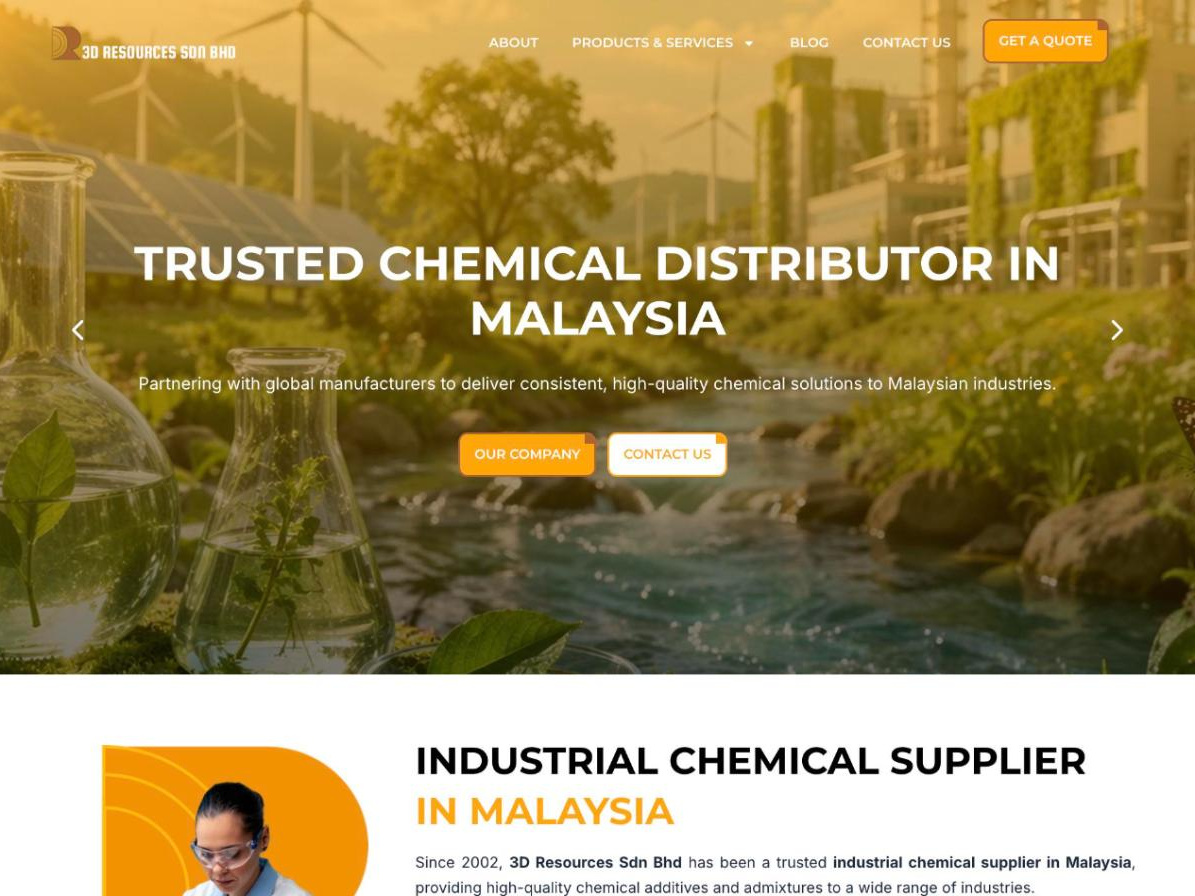 3D RESOURCES SDN BHD
ABOUT
PRODUCTS & SERVICES
BLOG
CONTACT US
GET A QUOTE
TRUSTED CHEMICAL DISTRIBUTOR IN
MALAYSIA
Partnering with global manufacturers to deliver consistent, high-quality chemical solutions to Malaysian industries.
OUR COMPANY
CONTACT US
INDUSTRIAL CHEMICAL SUPPLIER
IN MALAYSIA
Since 2002, 3D Resources Sdn Bhd has been a trusted industrial chemical supplier in Malaysia,
providing high-quality chemical additives and admixtures to a wide range of industries.